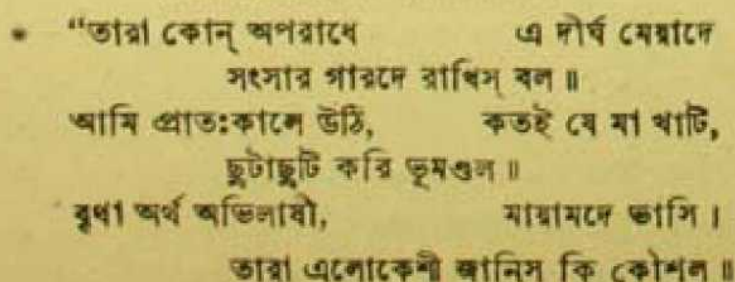 * “তারা কোন্ অপরাধে এ দীর্ঘ মেয়াদে
সংসার গারদে রাখিস্ বল ॥
আমি প্রাতঃকালে উঠি, কতই যে মা খাটি,
ছুটাছুটি করি ভূমণ্ডল ॥
বৃথা অর্থ অভিলাষী, মায়ামদে ভাসি।
তারা এলোকেশী জানিস্ কি কৌশল ॥